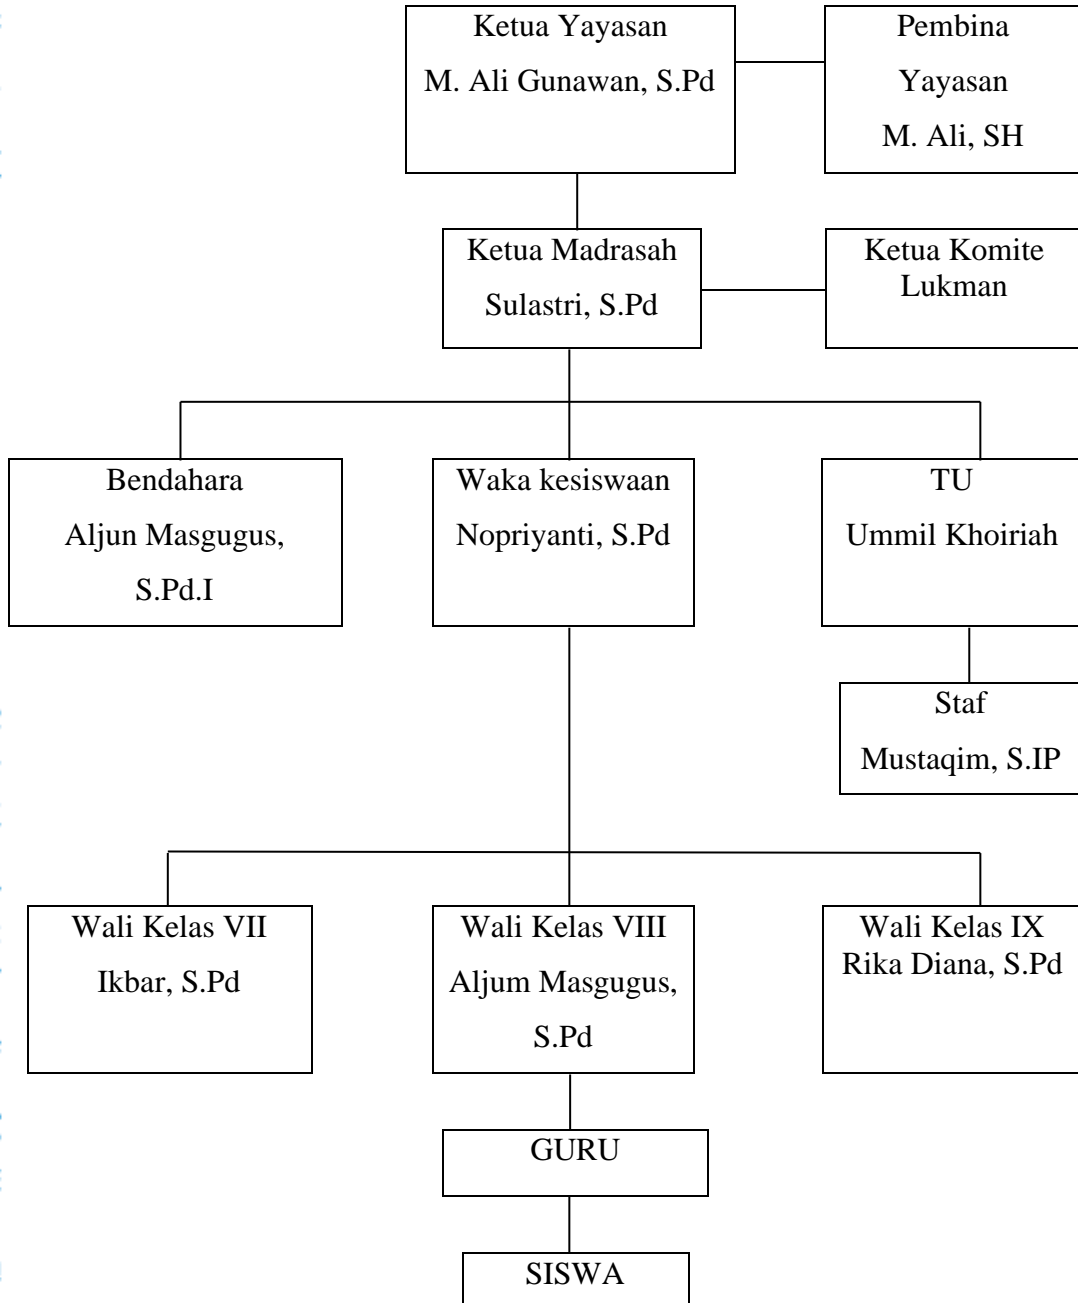 Ketua Yayasan
M. Ali Gunawan, S.Pd
Pembina
Yayasan
M. Ali, SH
Ketua Madrasah
Sulastri, S.Pd
Ketua Komite
Lukman
Bendahara
Aljun Masgugus,
S.Pd.I
Waka kesiswaan
Nopriyanti, S.Pd
TU
Ummil Khoiriah
Staf
Mustaqim, S.IP
Wali Kelas VII
Ikbar, S.Pd
Wali Kelas VIII
Aljum Masgugus,
S.Pd
Wali Kelas IX
Rika Diana, S.Pd
GURU
SISWA